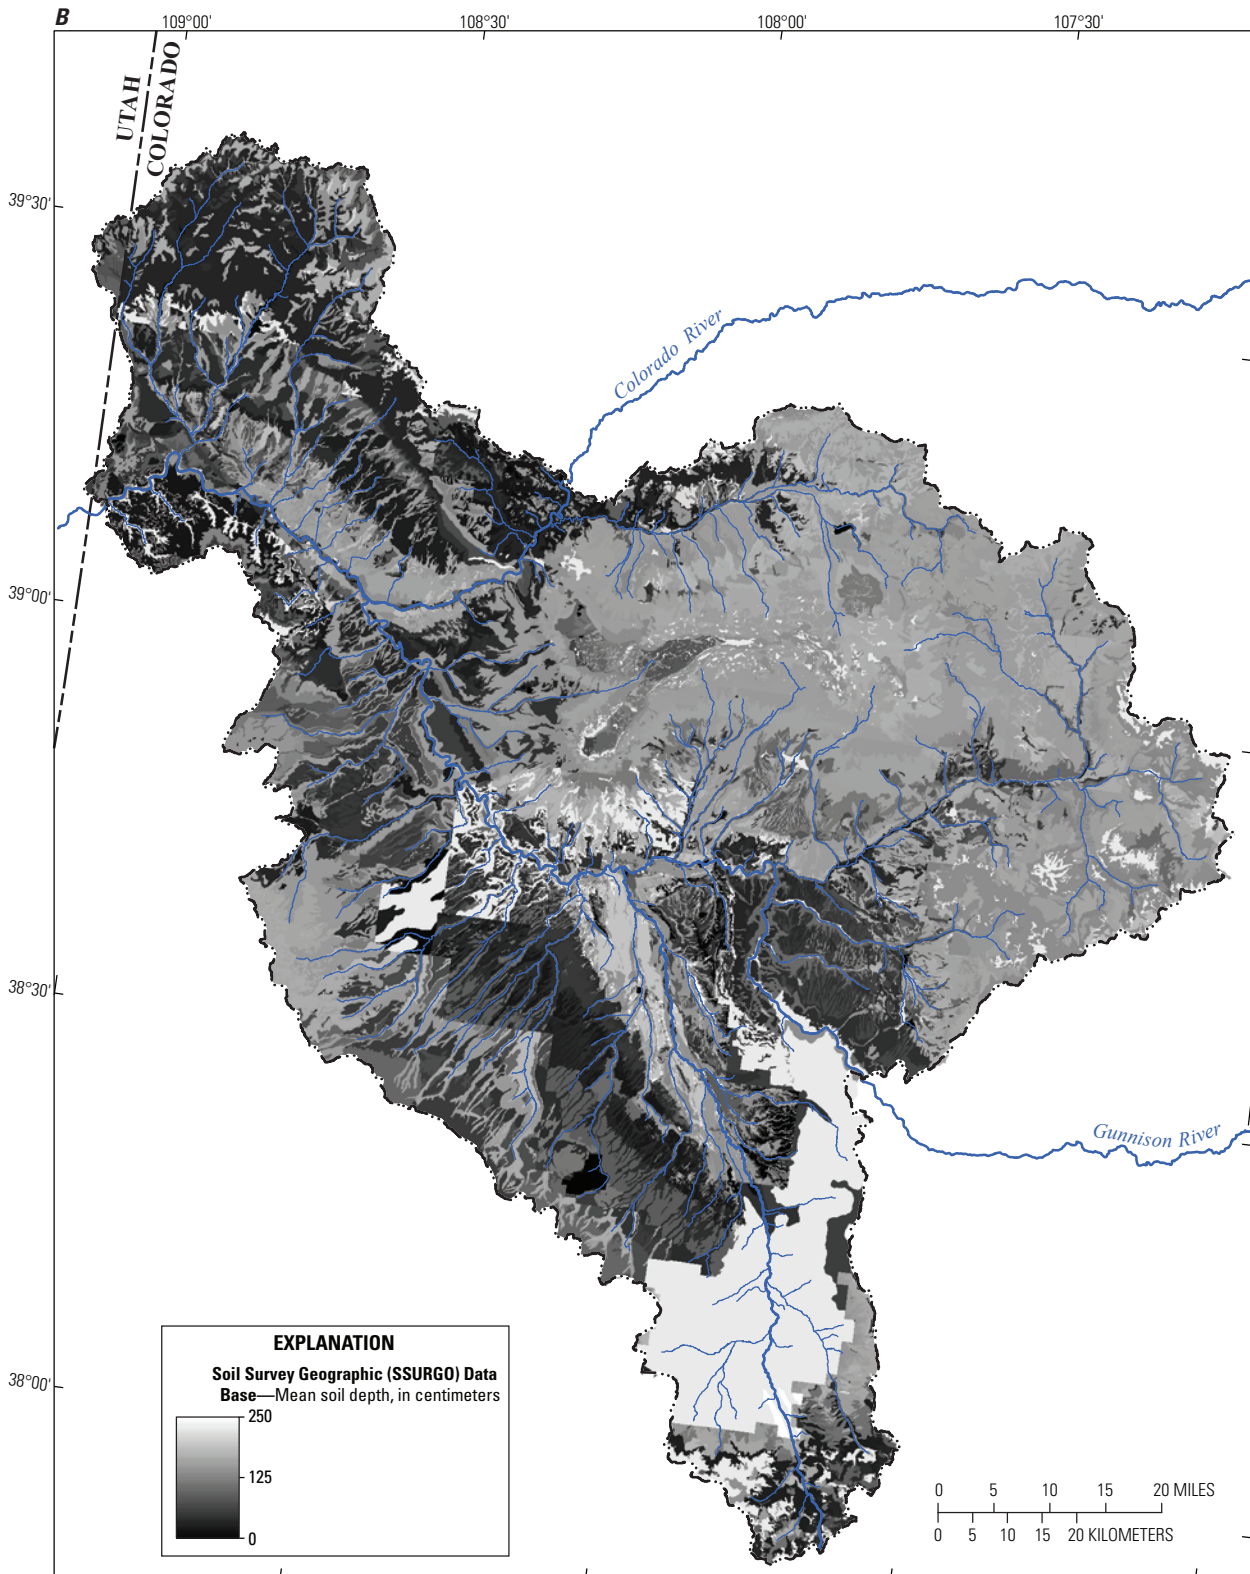 B
109°00'
108°30'
108°00'
107°30'
UTAH
COLORADO
39°30'
Colorado River
39°00'
38°30'
Gunnison River
38°00'
EXPLANATION
Soil Survey Geographic (SSURGO) Data
Base—Mean soil depth, in centimeters
250
125
0
0 5 10 15 20 MILES
0 5 10 15 20 KILOMETERS